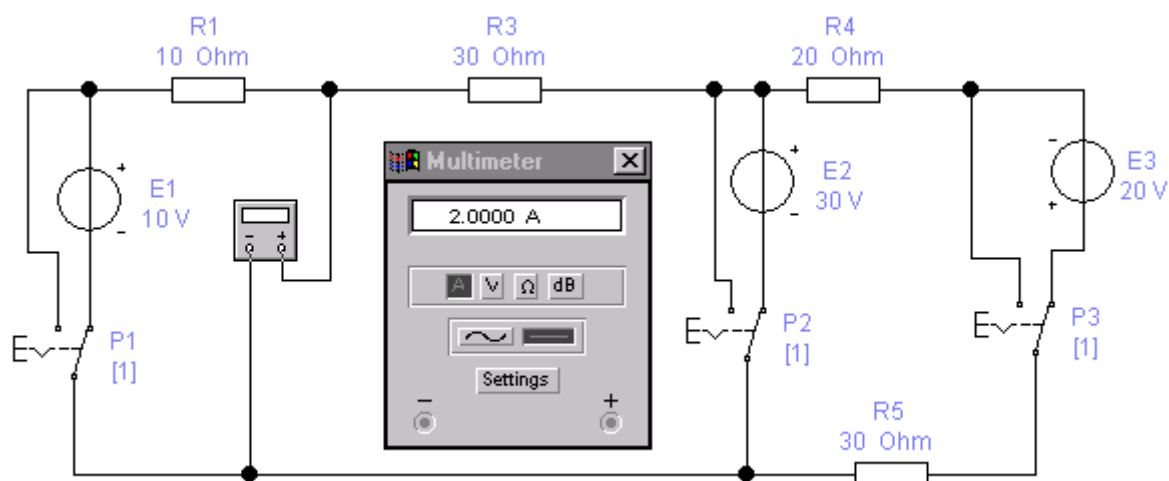 R1
10 Ohm
R3
30 Ohm
R4
20 Ohm
+
E1
10 V
-
- +
Multimeter
2.0000 A
A V Ω dB
Settings
- +
+
E2
30 V
-
-
E3
20 V
+
P1
[1]
P2
[1]
P3
[1]
R5
30 Ohm